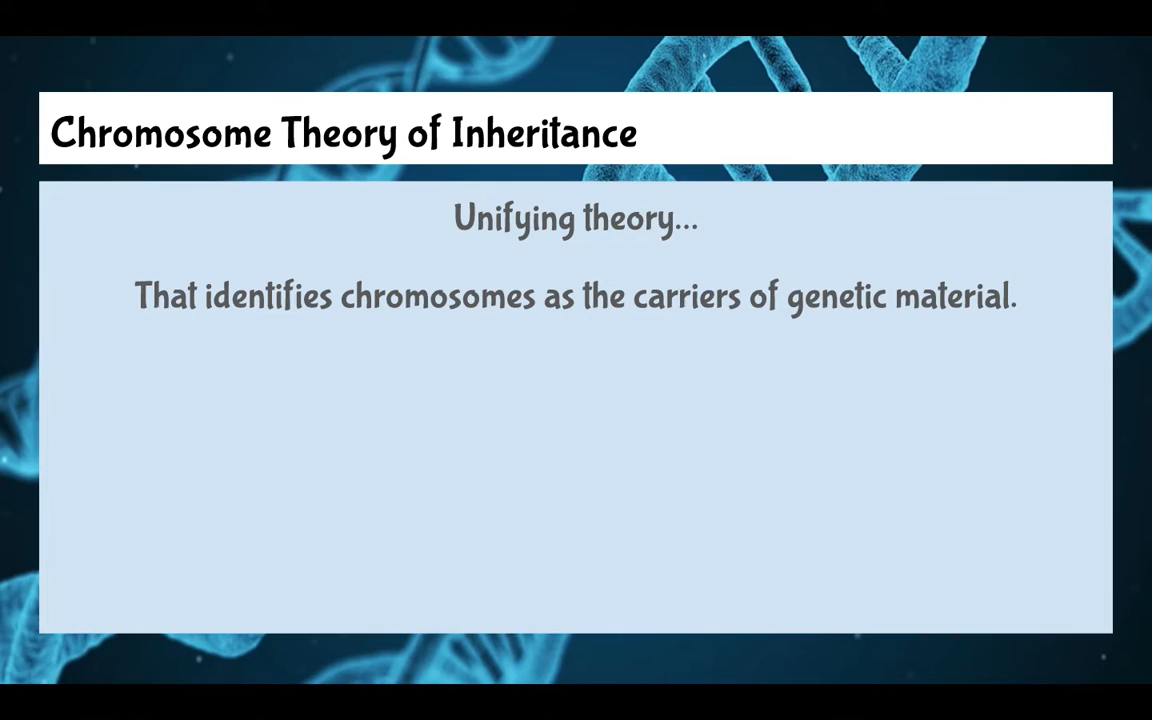 Chromosome Theory of Inheritance
Unifying theory...
That identifies chromosomes as the carriers of genetic material.